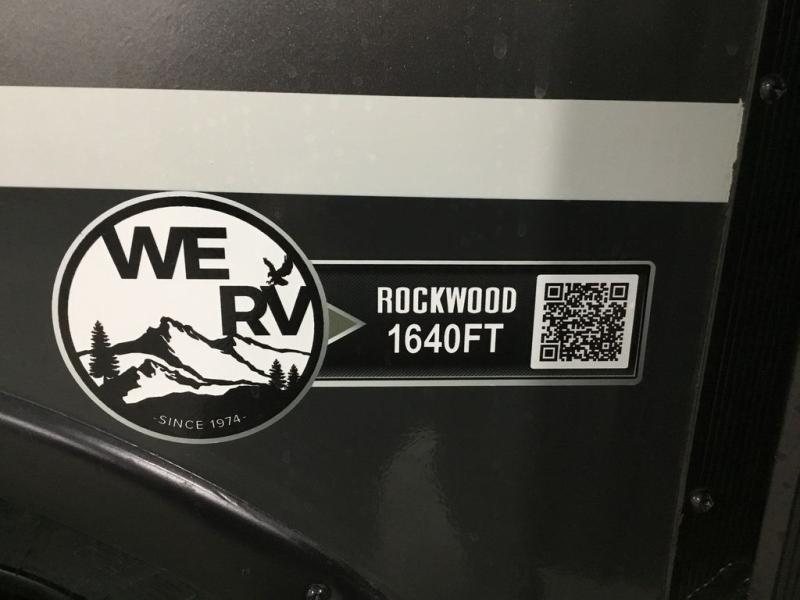 WE
RV
-SINCE 1974-
ROCKWOOD
1640FT